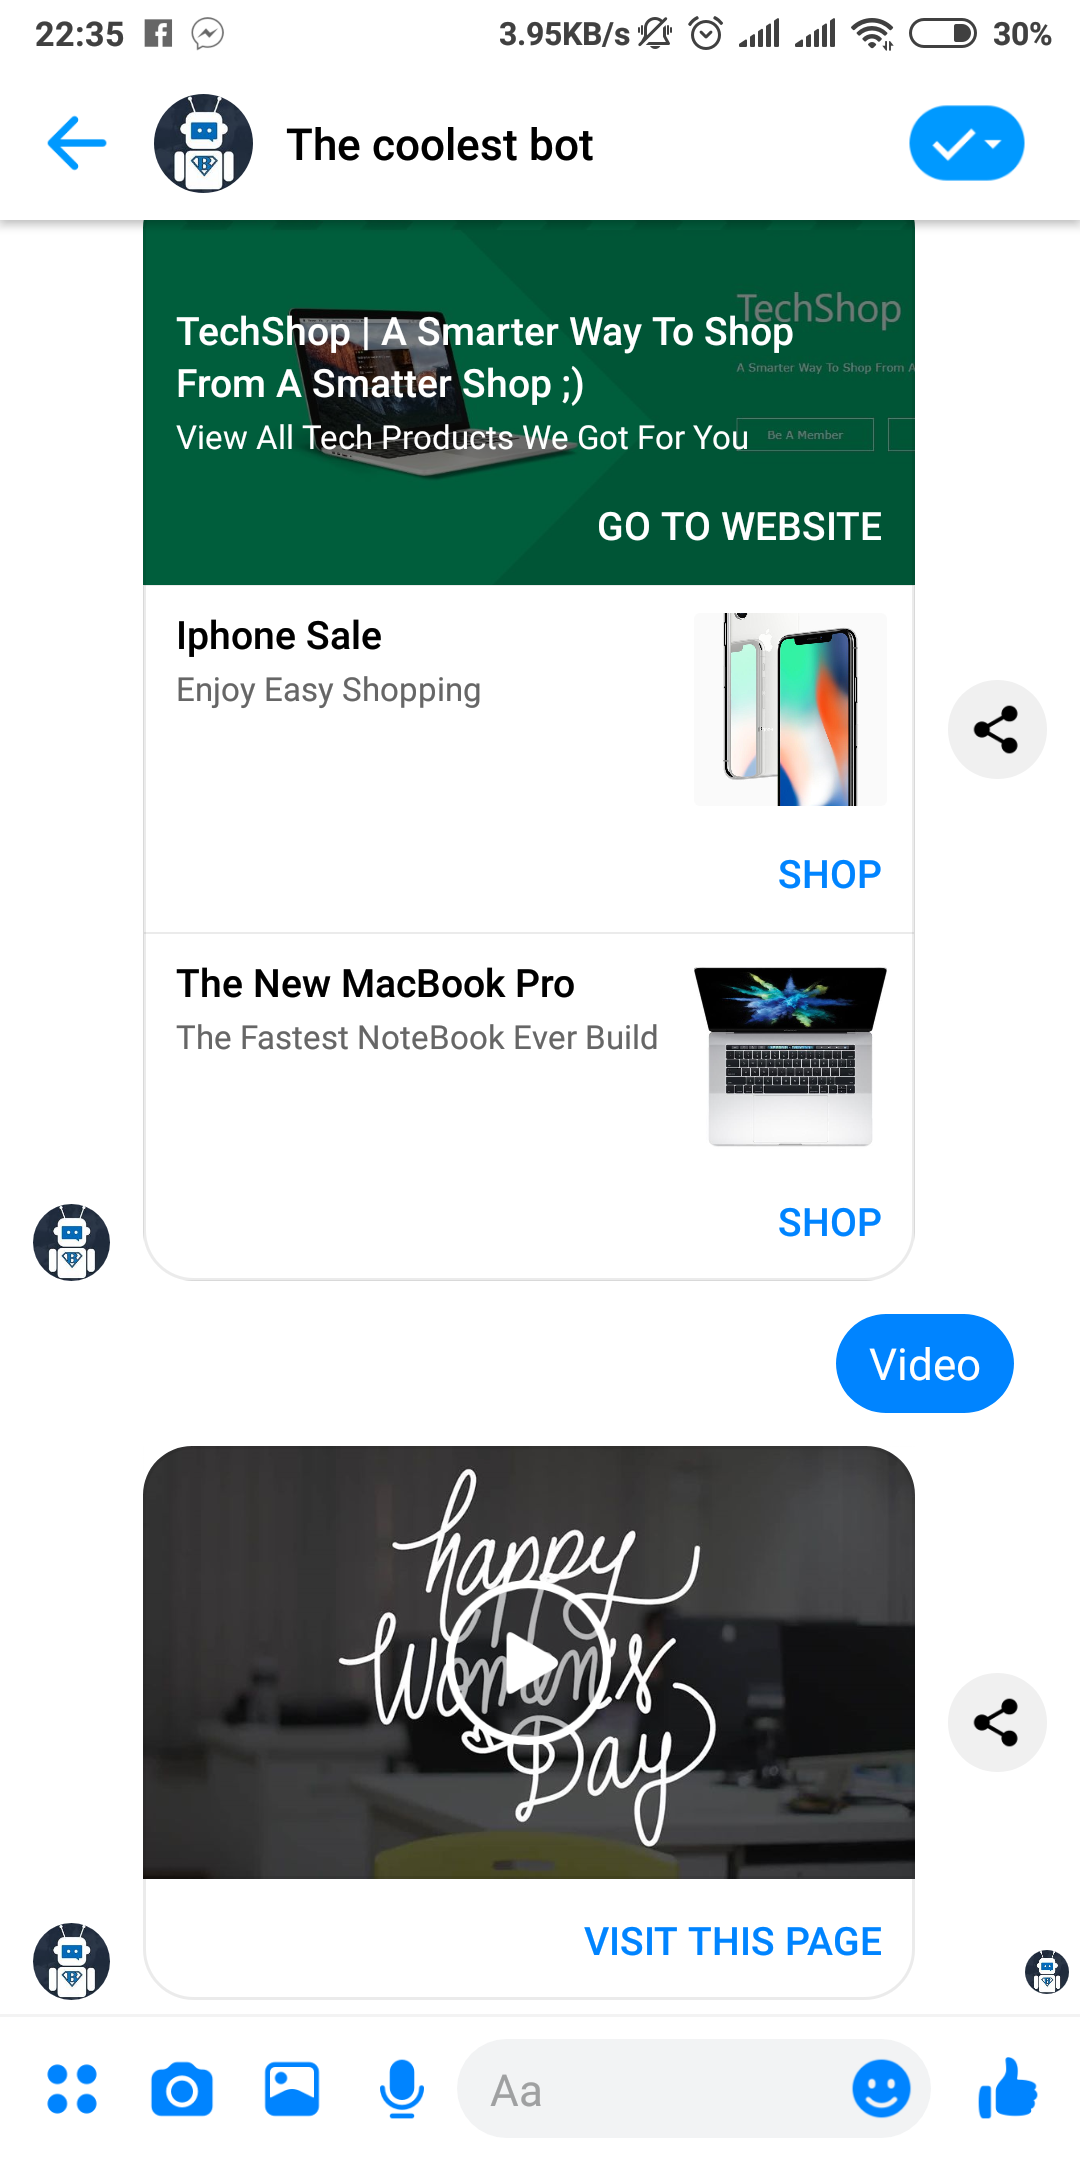 22:35 3.95KB/s 30%
The coolest bot
TechShop
TechShop | A Smarter Way To Shop
A Smarter Way To Shop From A
From A Smatter Shop ;)
View All Tech Products We Got For You
Be A Member
GO TO WEBSITE
Iphone Sale
Enjoy Easy Shopping
SHOP
The New MacBook Pro
The Fastest NoteBook Ever Build
SHOP
Video
happy
Women's
Day
VISIT THIS PAGE
Aa